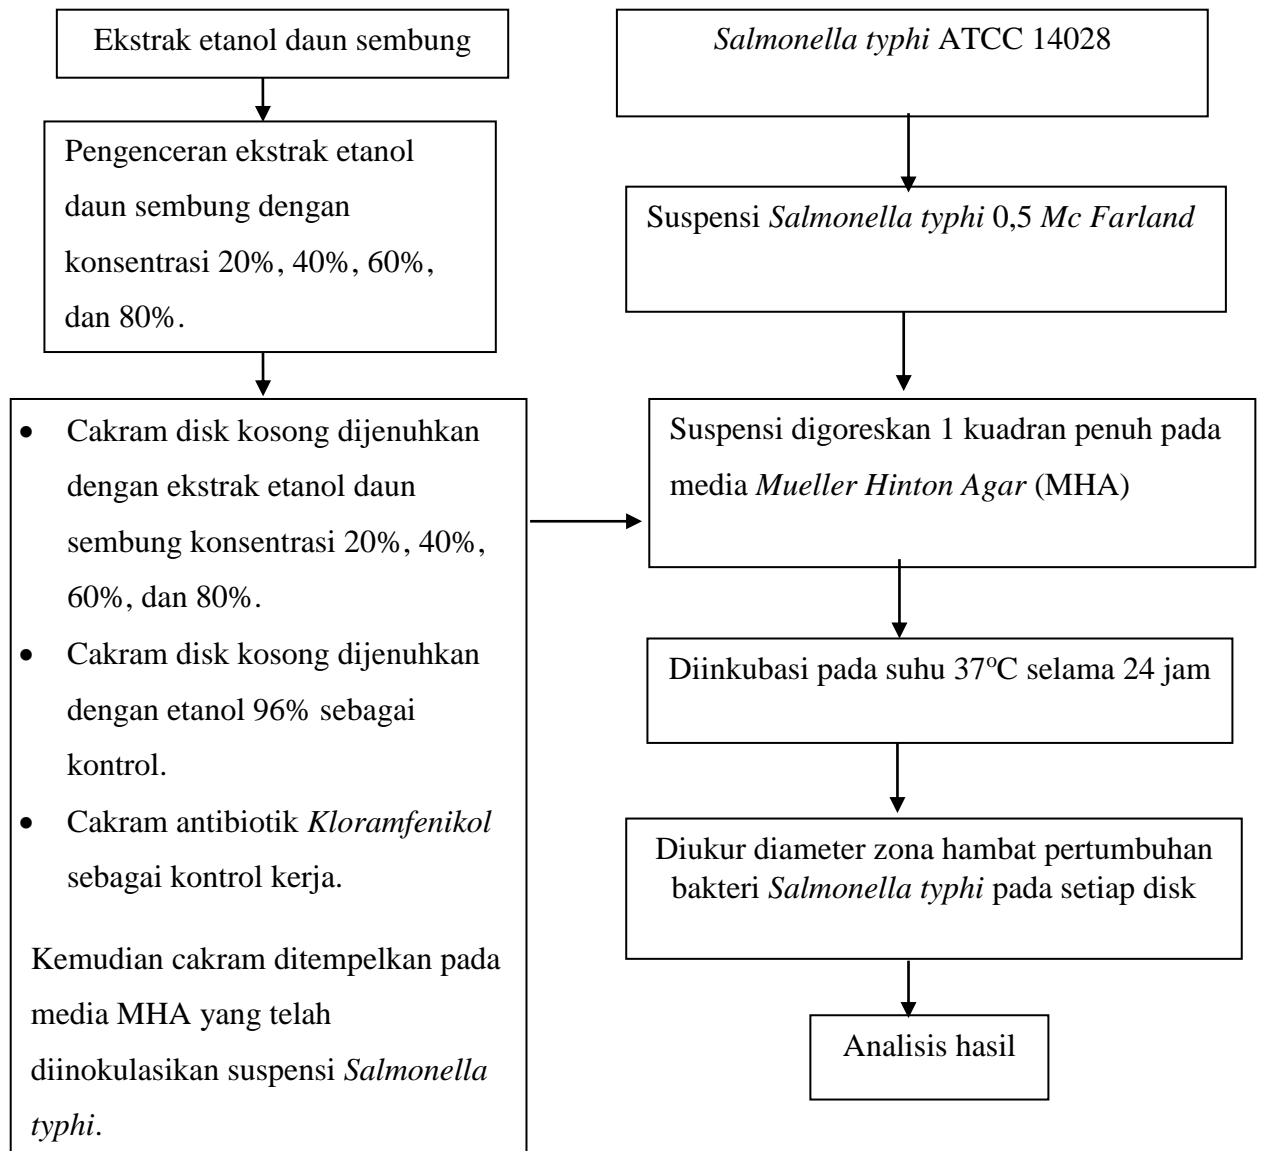 Ekstrak etanol daun sembung
Pengenceran ekstrak etanol
daun sembung dengan
konsentrasi 20%, 40%, 60%,
dan 80%.
• Cakram disk kosong dijenuhkan
dengan ekstrak etanol daun
sembung konsentrasi 20%, 40%,
60%, dan 80%.
• Cakram disk kosong dijenuhkan
dengan etanol 96% sebagai
kontrol.
• Cakram antibiotik Kloramfenikol
sebagai kontrol kerja.
Kemudian cakram ditempelkan pada
media MHA yang telah
diinokulasikan suspensi Salmonella
typhi.
Salmonella typhi ATCC 14028
Suspensi Salmonella typhi 0,5 Mc Farland
Suspensi digoreskan 1 kuadran penuh pada
media Mueller Hinton Agar (MHA)
Diinkubasi pada suhu 37°C selama 24 jam
Diukur diameter zona hambat pertumbuhan
bakteri Salmonella typhi pada setiap disk
Analisis hasil